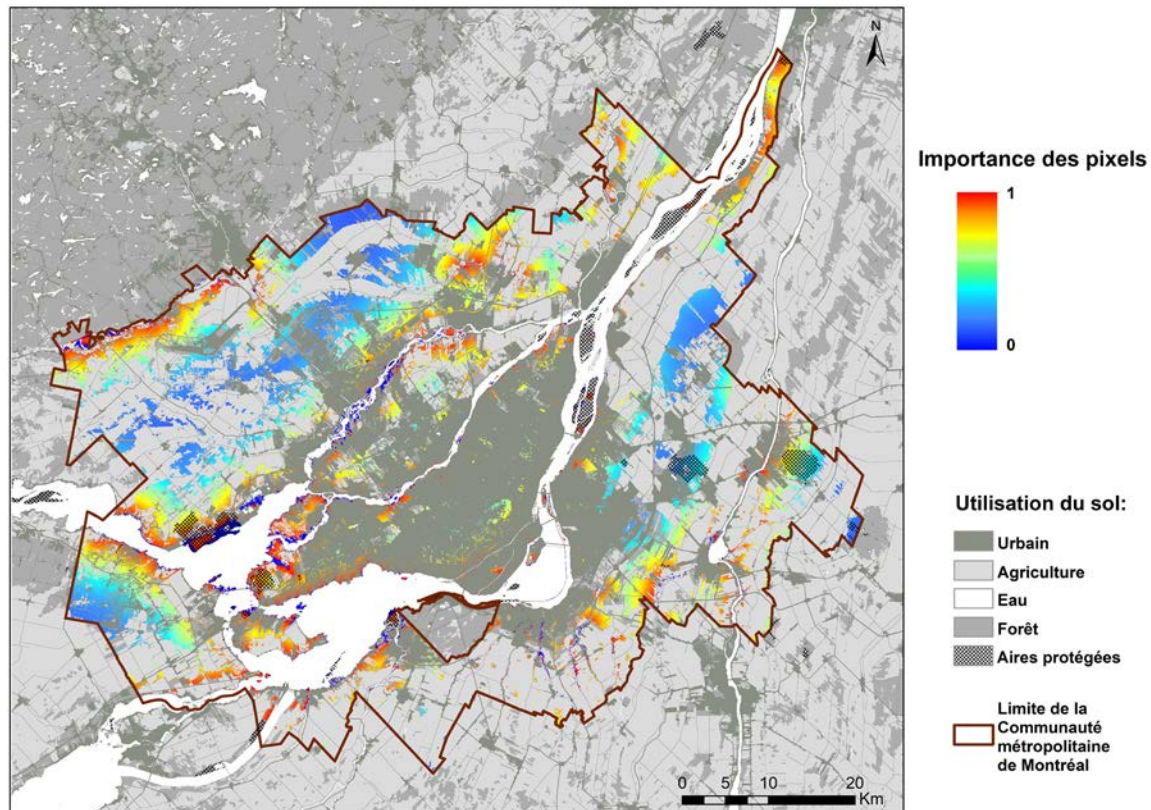 N
Importance des pixels
1
0
Utilisation du sol:
Urbain
Agriculture
Eau
Forêt
Aires protégées
Limite de la
Communauté
métropolitaine
de Montréal
0 5 10 20
Km